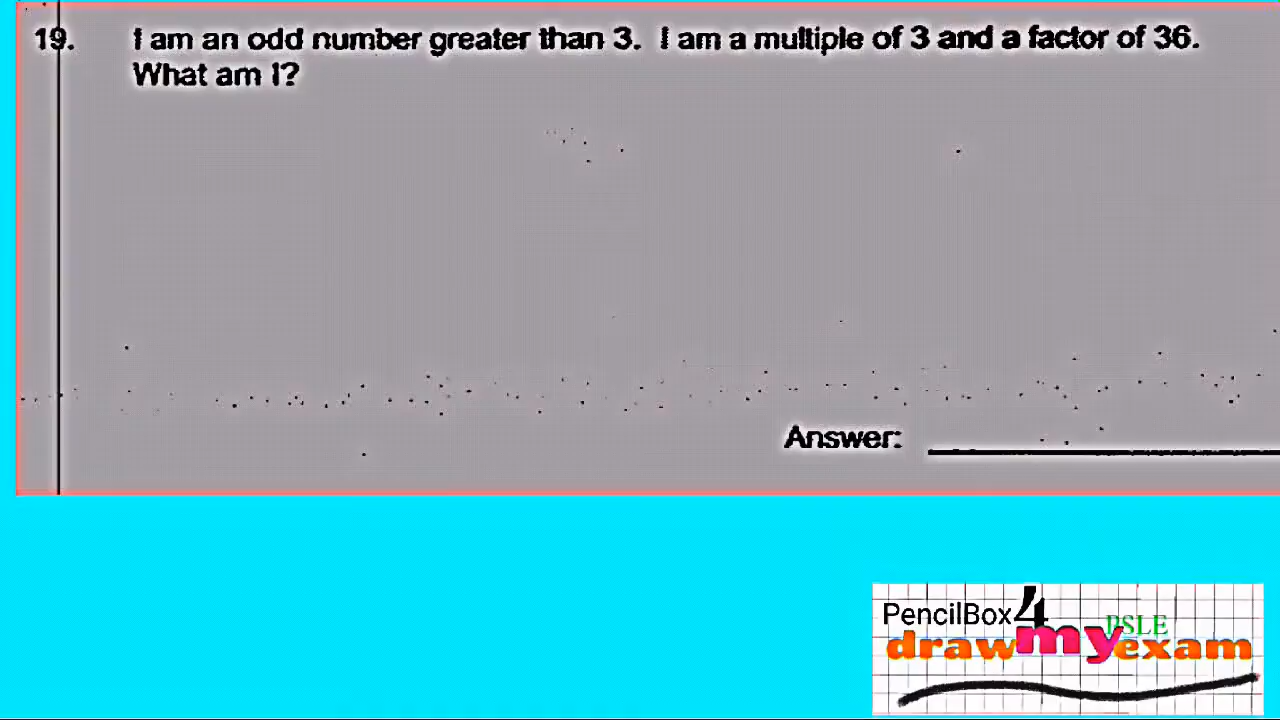 19. I am an odd number greater than 3. I am a multiple of 3 and a factor of 36.
What am I?
Answer:
PencilBox4
PSLE
drawmyexam